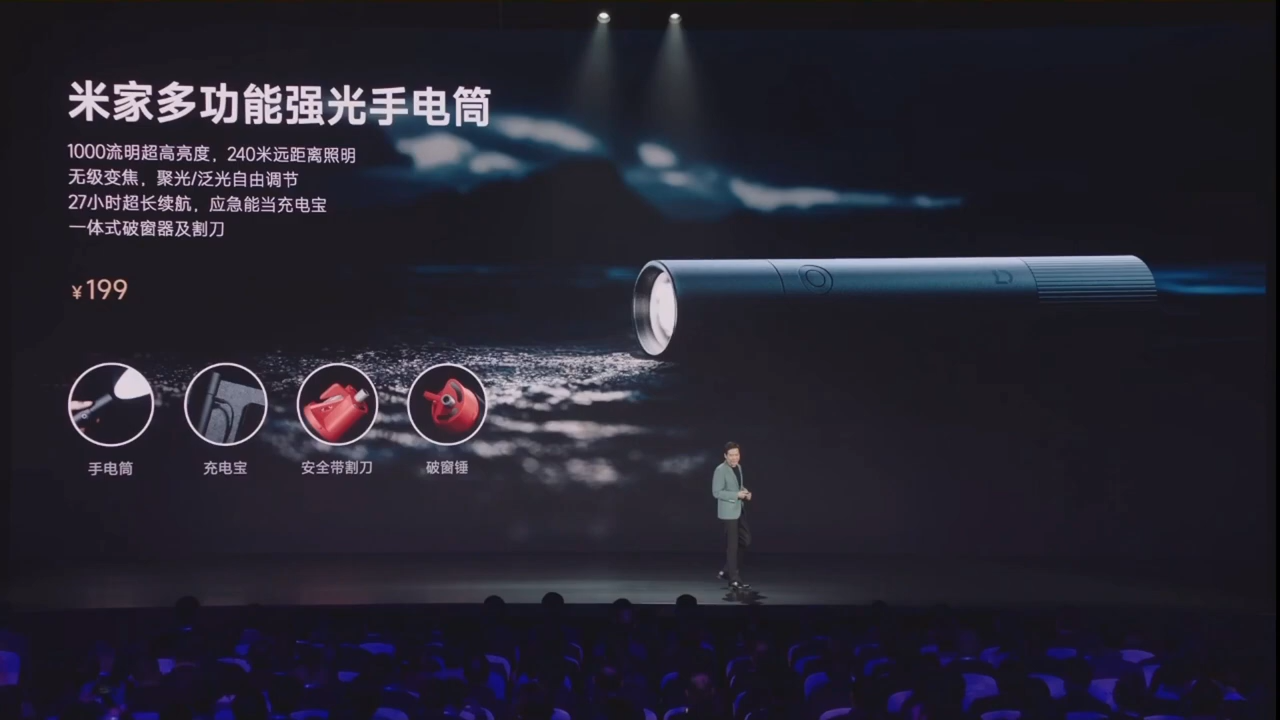 米家多功能强光手电筒
1000流明超高亮度，240米远距离照明
无级变焦，聚光/泛光自由调节
27小时超长续航，应急能当充电宝
一体式破窗器及割刀
¥199
手电筒
充电宝
安全带割刀
破窗锤